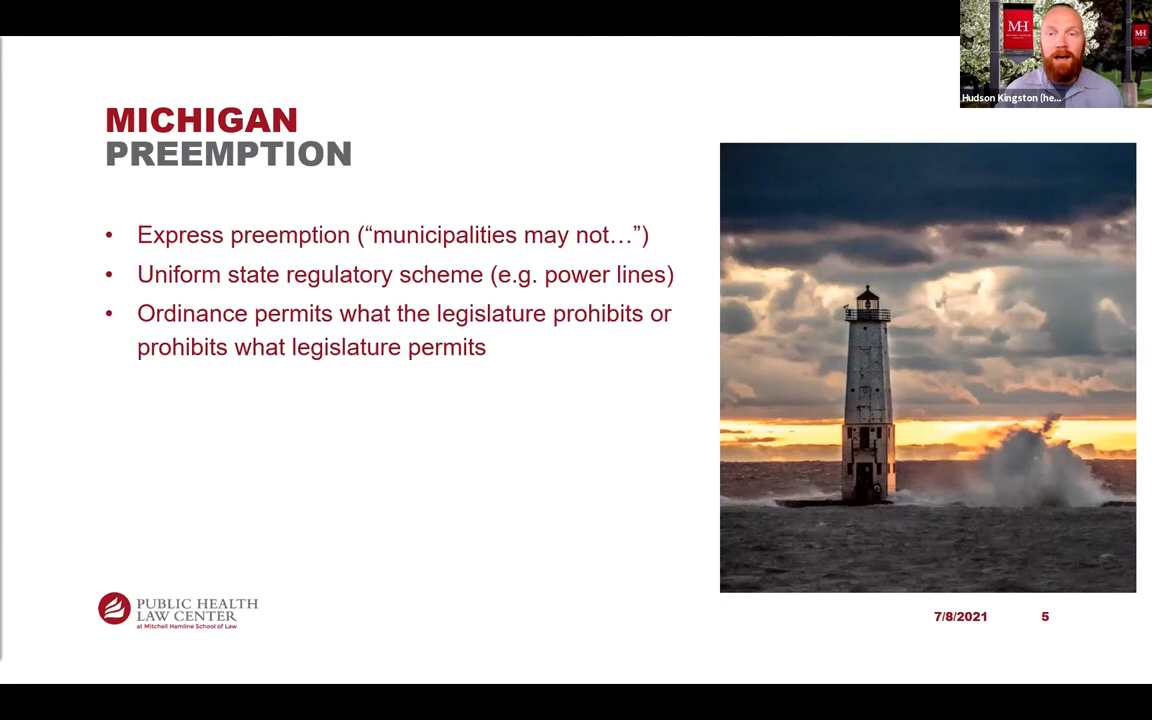 MH
MH
Hudson Kingston (he...
MICHIGAN
PREEMPTION
• Express preemption (“municipalities may not…”)
• Uniform state regulatory scheme (e.g. power lines)
• Ordinance permits what the legislature prohibits or
prohibits what legislature permits
PUBLIC HEALTH
LAW CENTER
at Mitchell Hamline School of Law
7/8/2021 5